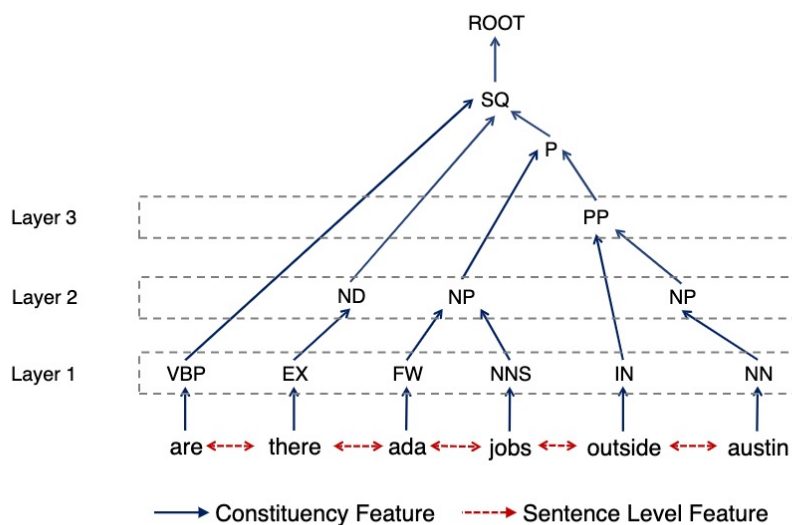 ROOT
SQ
P
Layer 3 PP
Layer 2 ND NP NP
Layer 1 VBP EX FW NNS IN NN
are there ada jobs outside austin
Constituency Feature Sentence Level Feature